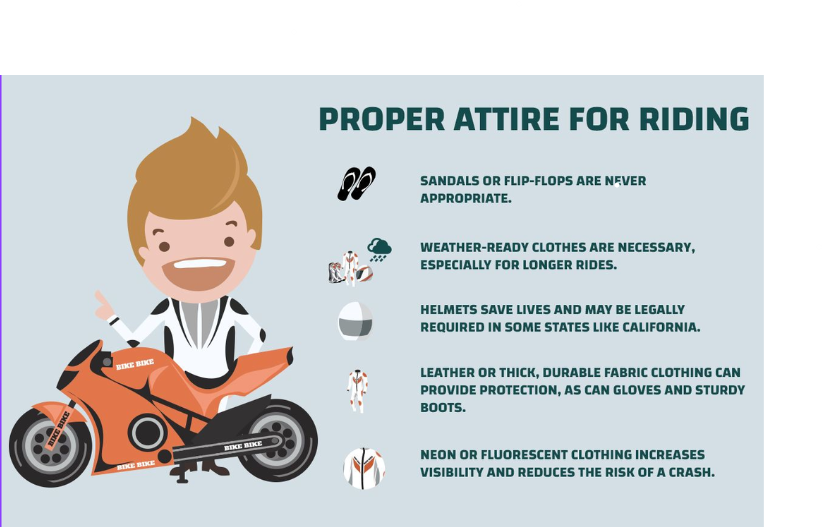 PROPER ATTIRE FOR RIDING
SANDALS OR FLIP-FLOPS ARE NEVER
APPROPRIATE.
WEATHER-READY CLOTHES ARE NECESSARY,
ESPECIALLY FOR LONGER RIDES.
HELMETS SAVE LIVES AND MAY BE LEGALLY
REQUIRED IN SOME STATES LIKE CALIFORNIA.
LEATHER OR THICK, DURABLE FABRIC CLOTHING CAN
PROVIDE PROTECTION, AS CAN GLOVES AND STURDY
BOOTS.
NEON OR FLUORESCENT CLOTHING INCREASES
VISIBILITY AND REDUCES THE RISK OF A CRASH.
BIKE BIKE
BIKE BIKE
BIKE BIKE
BIKE BIKE